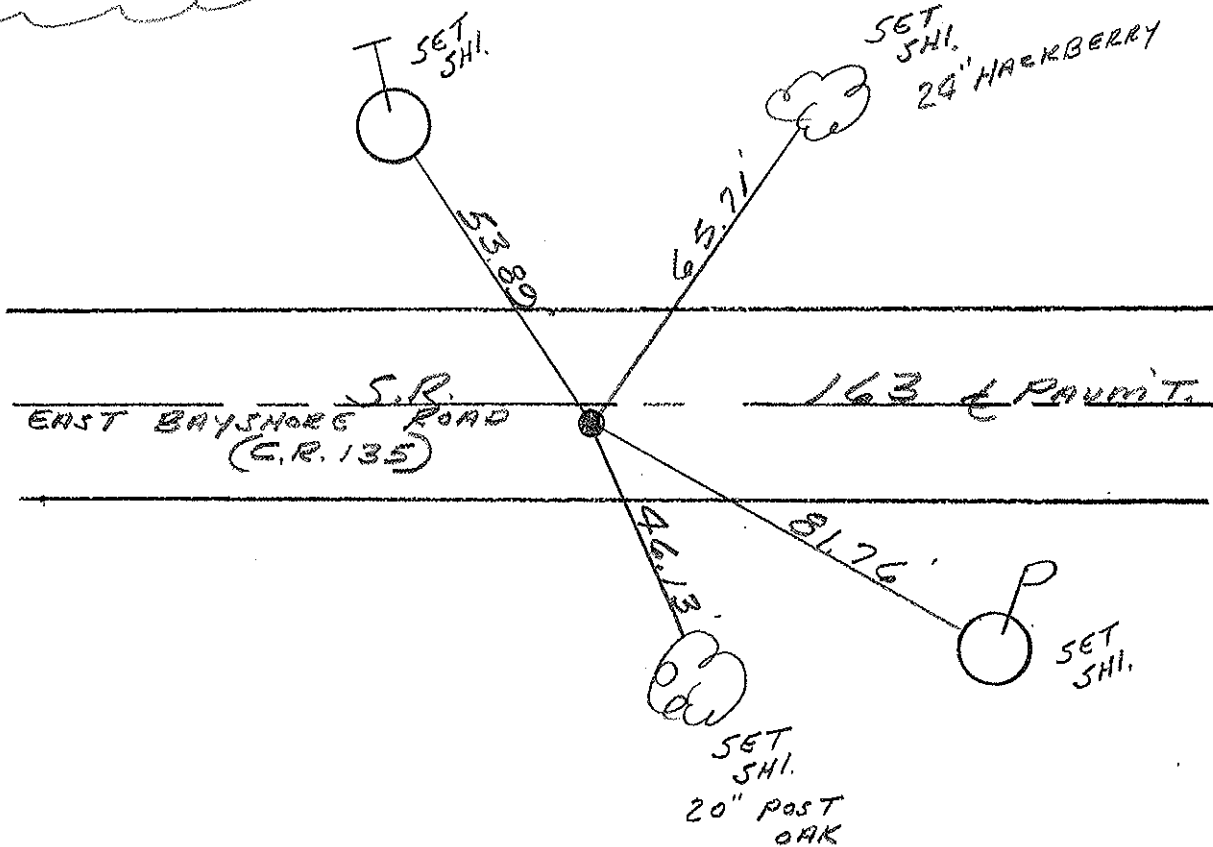 T
SET
SHI.
SET
SHI.
24" HACKBERRY
53.89
65.71'
S.R. 163 ℄ PAVM'T.
EAST BAYSHORE ROAD
(C.R. 135)
46.13'
81.76'
P
SET
SHI.
SET
SHI.
20" POST
OAK